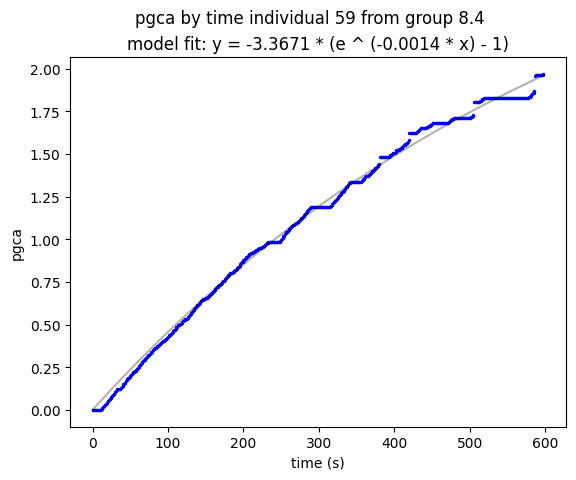 pgca by time individual 59 from group 8.4
model fit: y = -3.3671 * (e ^ (-0.0014 * x) - 1)
2.00
1.75
1.50
1.25
1.00
0.75
0.50
0.25
0.00
pgca
0 100 200 300 400 500 600
time (s)